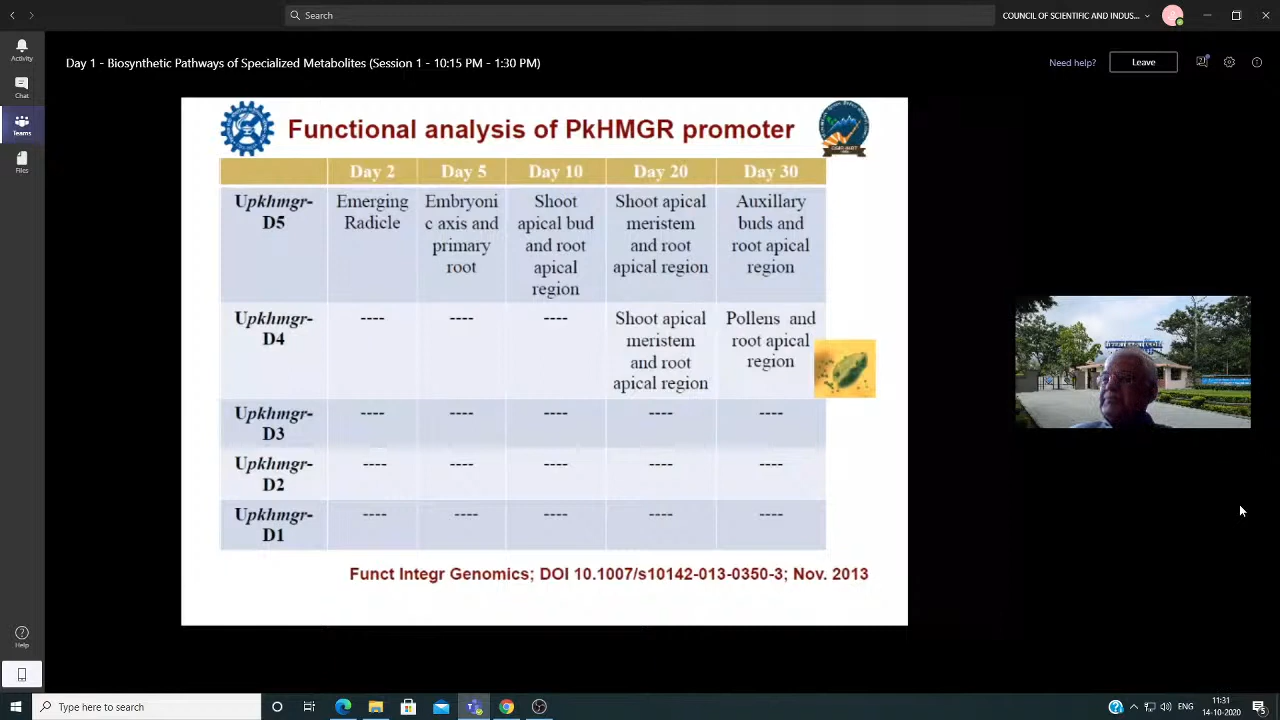 Search
COUNCIL OF SCIENTIFIC AND INDUS...
Activity
Day 1 - Biosynthetic Pathways of Specialized Metabolites (Session 1 - 10:15 PM - 1:30 PM)
Need help?
Leave
Chat
Teams
Files
Functional analysis of PkHMGR promoter
Day 2 Day 5 Day 10 Day 20 Day 30
Upkhmgr-
D5
Emerging
Radicle
Embryoni
c axis and
primary
root
Shoot
apical bud
and root
apical
region
Shoot apical
meristem
and root
apical region
Auxillary
buds and
root apical
region
Upkhmgr-
D4
---- ---- ----
Shoot apical
meristem
and root
apical region
Pollens and
root apical
region
Upkhmgr-
D3
---- ---- ---- ---- ----
Upkhmgr-
D2
---- ---- ---- ---- ----
Upkhmgr-
D1
---- ---- ---- ---- ----
Funct Integr Genomics; DOI 10.1007/s10142-013-0350-3; Nov. 2013
Help
Type here to search
ENG
11:31
14-10-2020